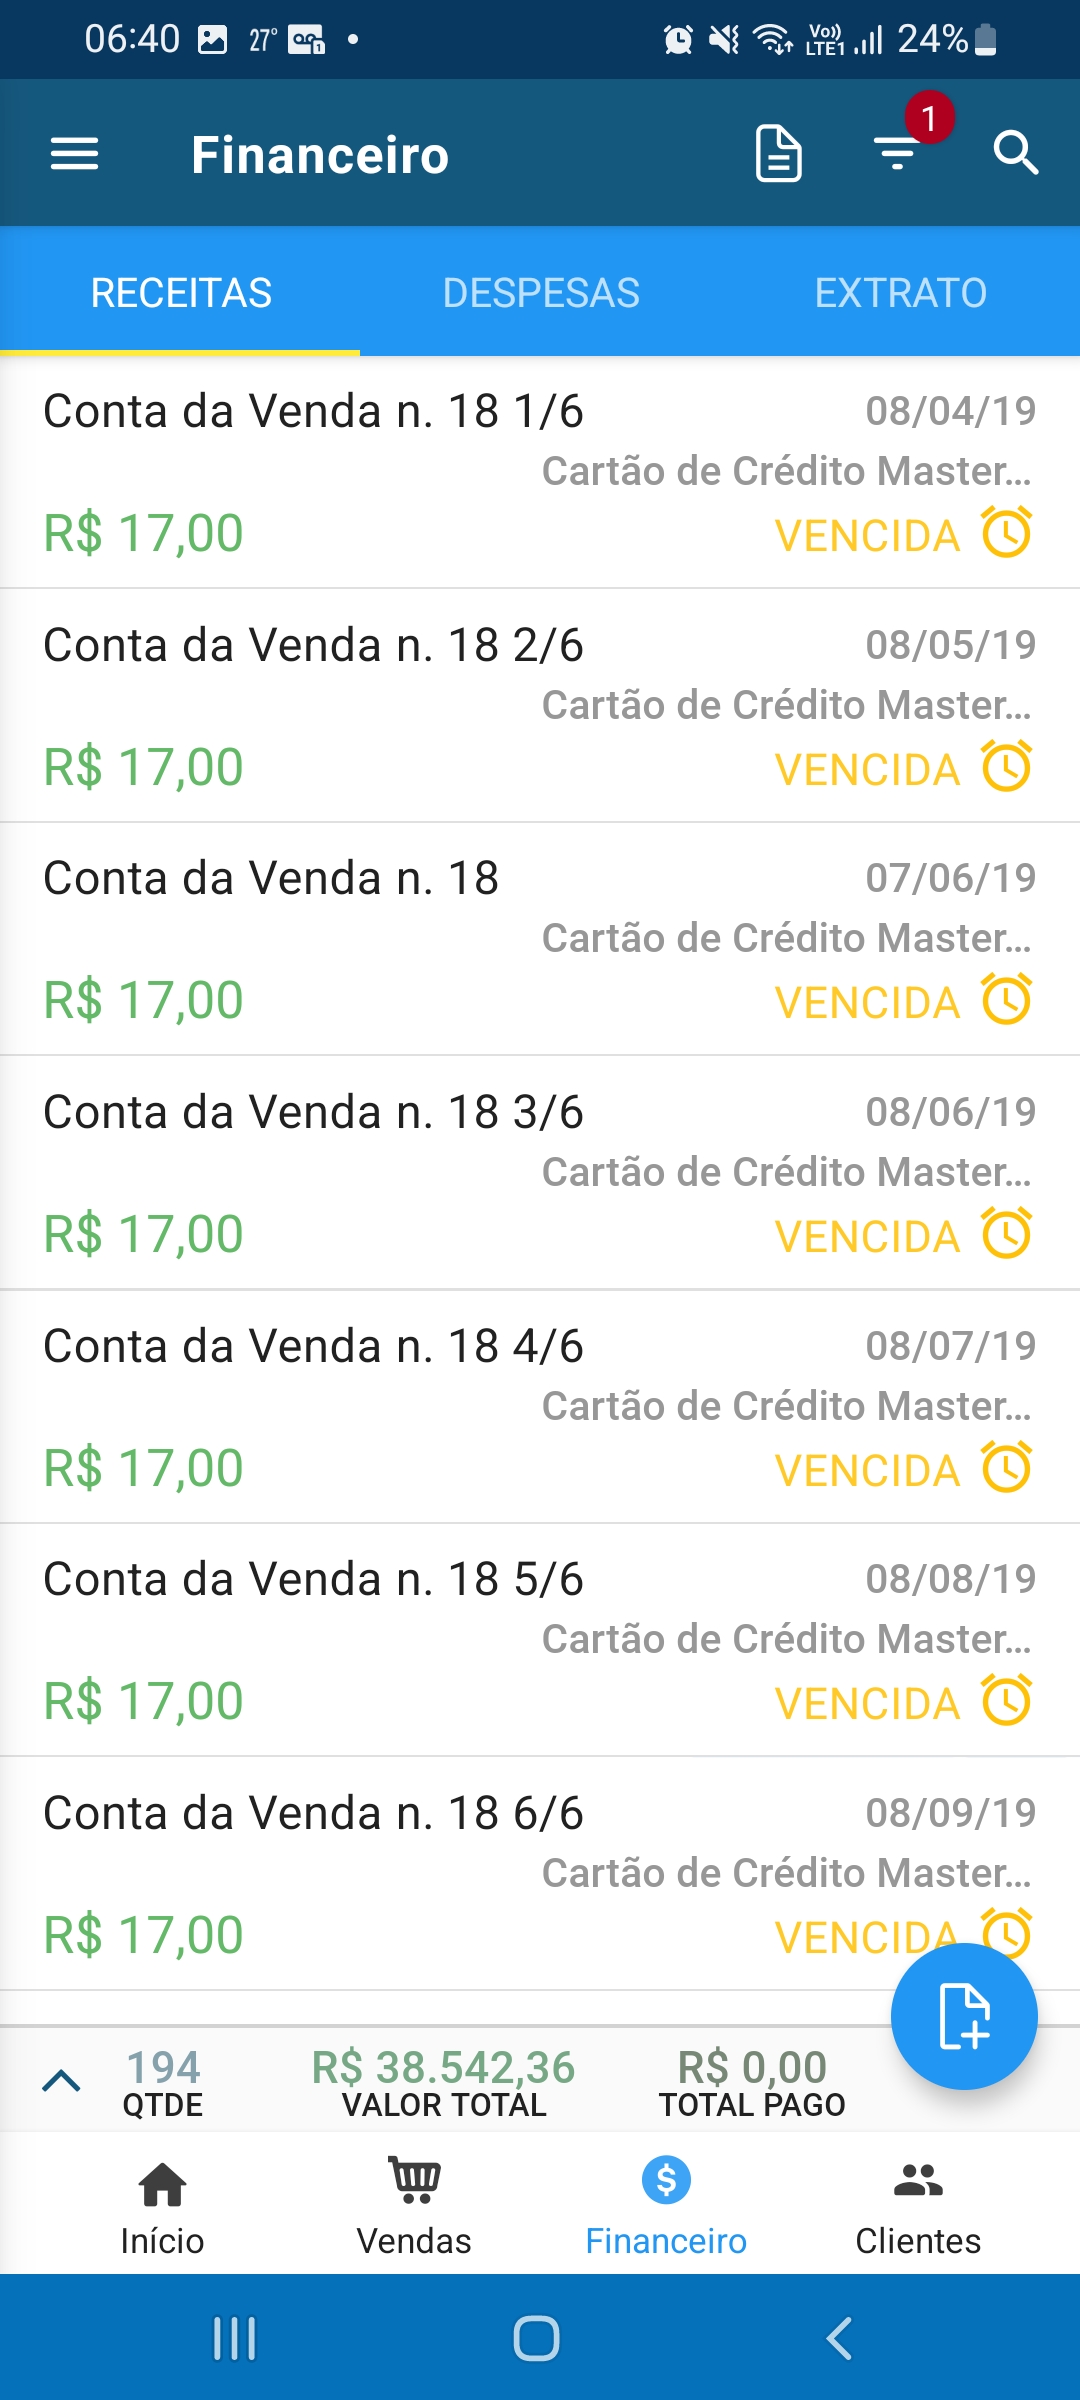 06:40 27° 1 Vo)) LTE1 24%
Financeiro 1
RECEITAS DESPESAS EXTRATO
Conta da Venda n. 18 1/6 08/04/19
Cartão de Crédito Master...
R$ 17,00 VENCIDA
Conta da Venda n. 18 2/6 08/05/19
Cartão de Crédito Master...
R$ 17,00 VENCIDA
Conta da Venda n. 18 07/06/19
Cartão de Crédito Master...
R$ 17,00 VENCIDA
Conta da Venda n. 18 3/6 08/06/19
Cartão de Crédito Master...
R$ 17,00 VENCIDA
Conta da Venda n. 18 4/6 08/07/19
Cartão de Crédito Master...
R$ 17,00 VENCIDA
Conta da Venda n. 18 5/6 08/08/19
Cartão de Crédito Master...
R$ 17,00 VENCIDA
Conta da Venda n. 18 6/6 08/09/19
Cartão de Crédito Master...
R$ 17,00 VENCIDA
194 R$ 38.542,36 R$ 0,00
QTDE VALOR TOTAL TOTAL PAGO
Início Vendas Financeiro Clientes